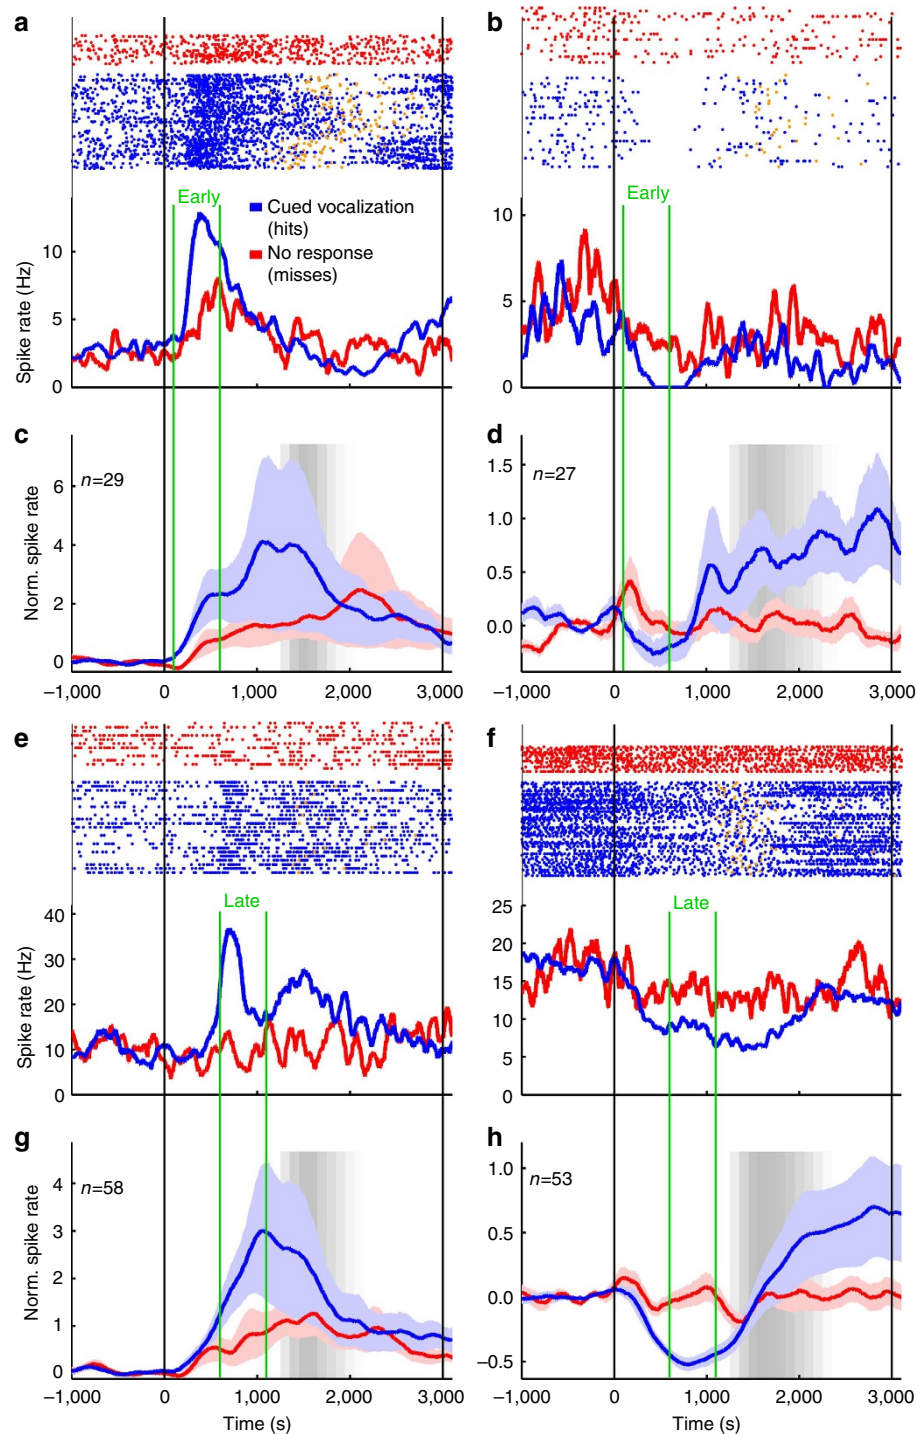 a
b
Early
Cued vocalization
(hits)
No response
(misses)
Early
Spike rate (Hz)
10
5
0
10
5
0
c
d
n=29
n=27
Norm. spike rate
6
4
2
0
1.5
1.0
0.5
0.0
–1,000 0 1,000 2,000 3,000
–1,000 0 1,000 2,000 3,000
e
f
Late
Late
Spike rate (Hz)
40
30
20
10
0
25
20
15
10
5
0
g
h
n=58
n=53
Norm. spike rate
4
3
2
1
0
1.0
0.5
0.0
–0.5
–1,000 0 1,000 2,000 3,000
Time (s)
–1,000 0 1,000 2,000 3,000
Time (s)